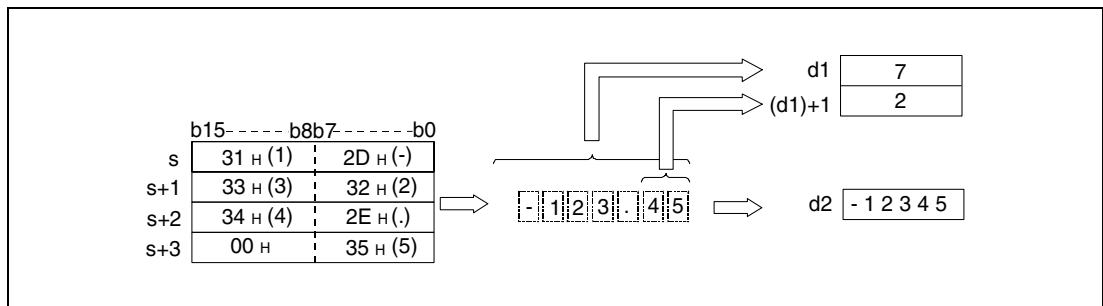 d1 7
(d1)+1 2
b15- - - - - - b8b7- - - - - - - b0
s 31 H (1) 2D H (-)
s+1 33 H (3) 32 H (2)
s+2 34 H (4) 2E H (.)
s+3 00 H 35 H (5)
- 1 2 3 . 4 5
d2 - 1 2 3 4 5